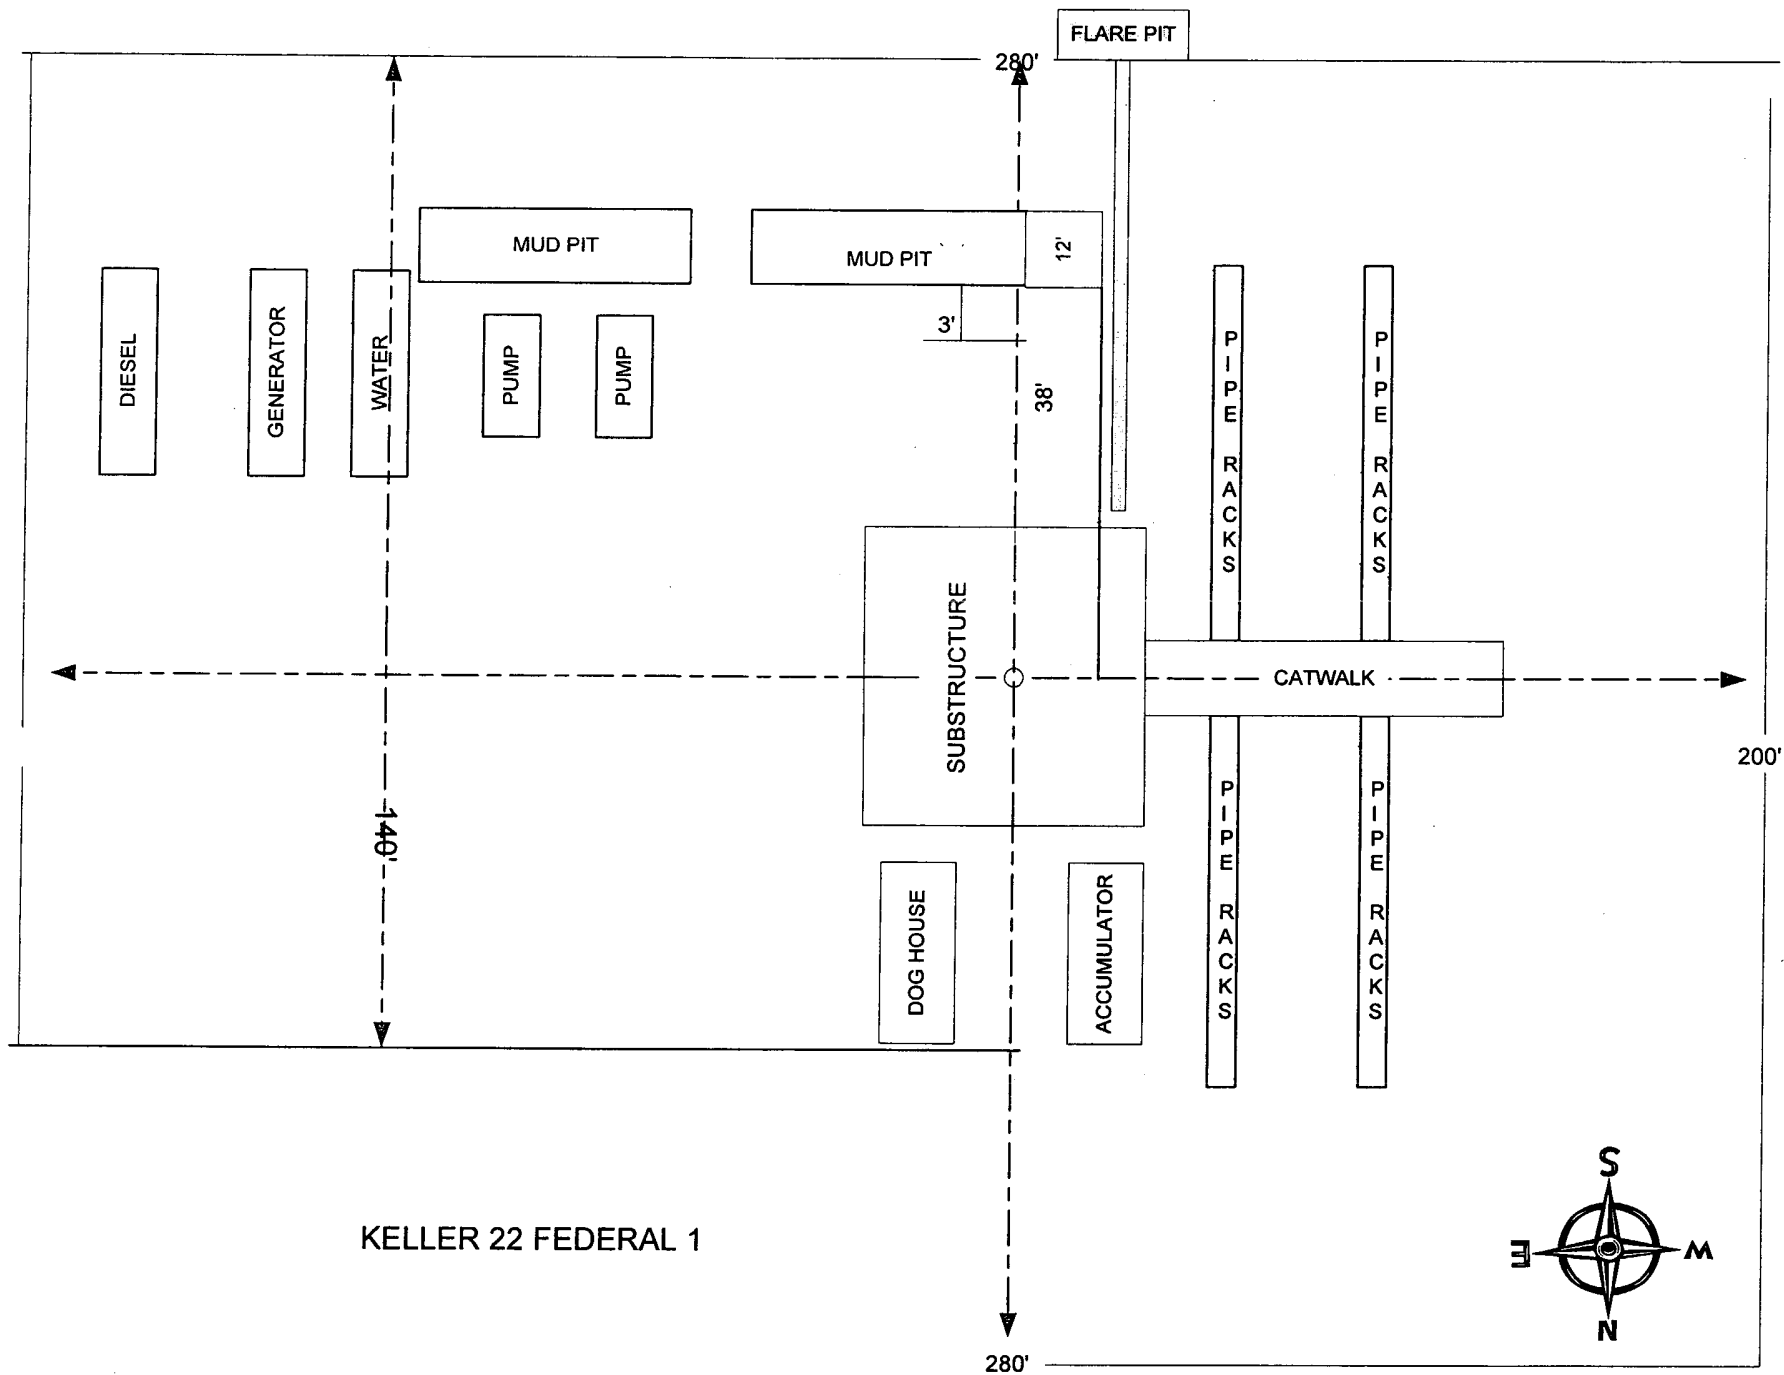 FLARE PIT
280'
MUD PIT
MUD PIT
12'
DIESEL
GENERATOR
WATER
PUMP
PUMP
3'
38'
PIPE RACKS
PIPE RACKS
SUBSTRUCTURE
CATWALK
200'
140'
PIPE RACKS
PIPE RACKS
DOG HOUSE
ACCUMULATOR
KELLER 22 FEDERAL 1
S
E
W
N
280'